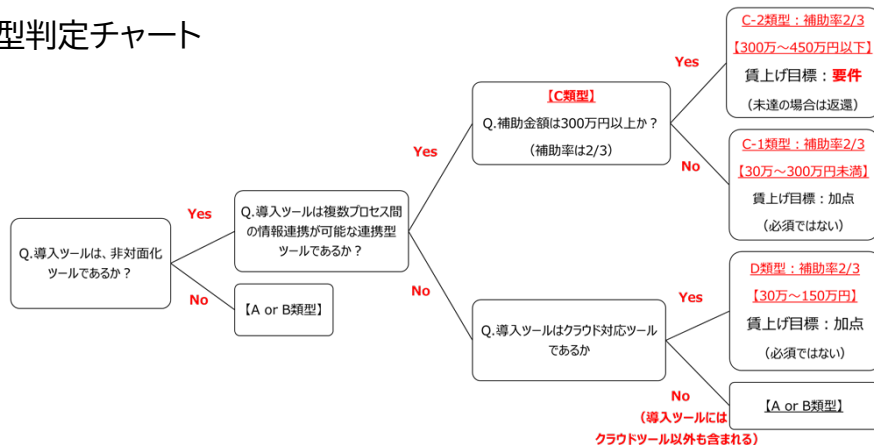 型判定チャート
Q.導入ツールは、非対面化
ツールであるか？
Yes
No
Q.導入ツールは複数プロセス間
の情報連携が可能な連携型
ツールであるか？
【A or B類型】
Yes
No
【C類型】
Q.補助金額は300万円以上か？
（補助率は2/3）
Yes
No
C-2類型：補助率2/3
【300万～450万円以下】
賃上げ目標：要件
（未達の場合は返還）
C-1類型：補助率2/3
【30万～300万円未満】
賃上げ目標：加点
（必須ではない）
Q.導入ツールはクラウド対応ツール
であるか
Yes
No
（導入ツールには
クラウドツール以外も含まれる）
D類型：補助率2/3
【30万～150万円】
賃上げ目標：加点
（必須ではない）
【A or B類型】